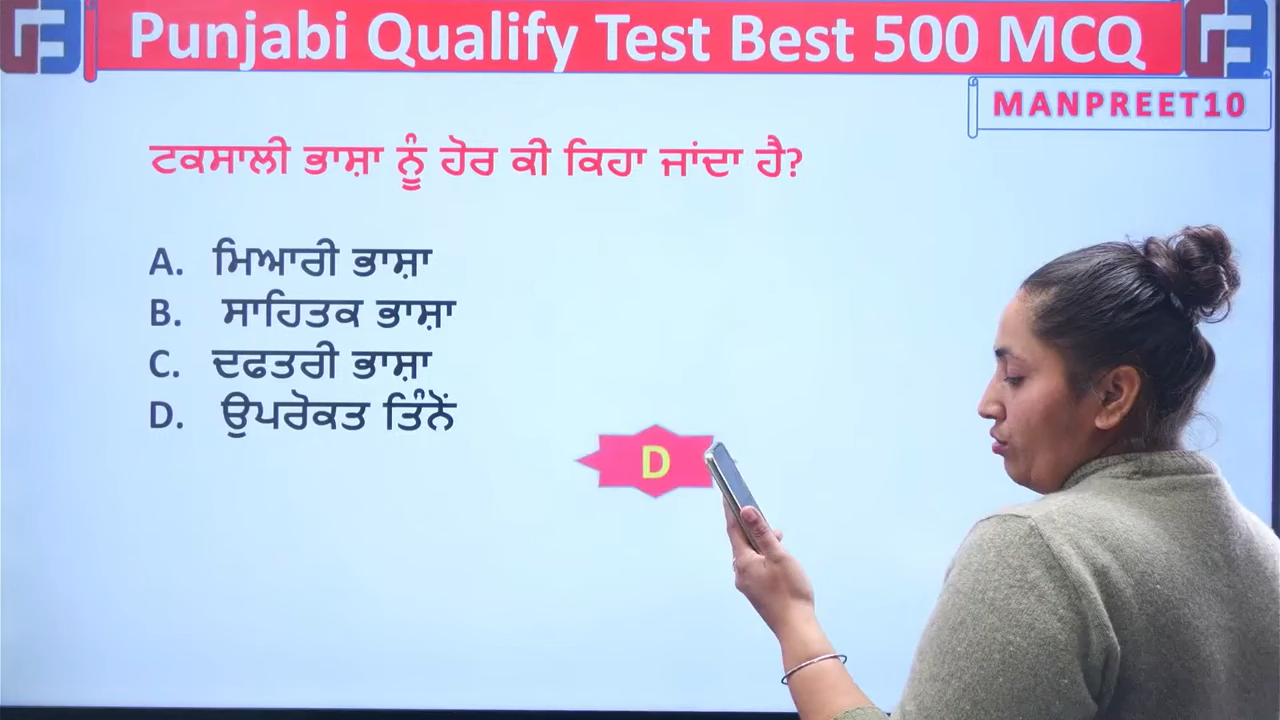 Punjabi Qualify Test Best 500 MCQ
MANPREET10
ਟਕਸਾਲੀ ਭਾਸ਼ਾ ਨੂੰ ਹੋਰ ਕੀ ਕਿਹਾ ਜਾਂਦਾ ਹੈ?
A. ਮਿਆਰੀ ਭਾਸ਼ਾ
B. ਸਾਹਿਤਕ ਭਾਸ਼ਾ
C. ਦਫਤਰੀ ਭਾਸ਼ਾ
D. ਉਪਰੋਕਤ ਤਿੰਨੋਂ
D